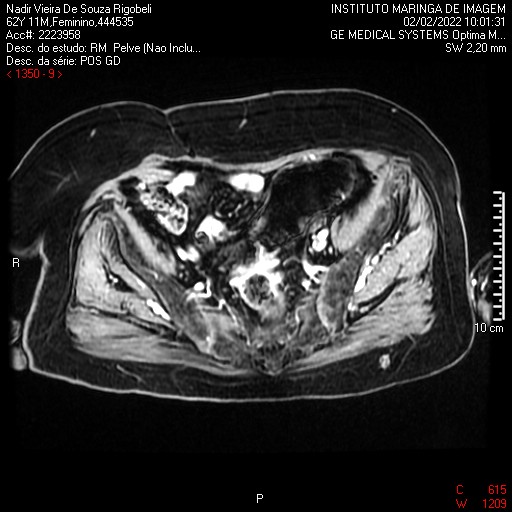 Nadir Vieira De Souza Rigobeli
62Y 11M,Feminino,444535
Acc#: 2223958
Desc. do estudo: RM Pelve (Nao Inclu...
Desc. da série: POS GD
< 1350 - 9 >
INSTITUTO MARINGA DE IMAGEM
02/02/2022 10:01:31
GE MEDICAL SYSTEMS Optima M...
SW 2,20 mm
R
10 cm
P
C 615
W 1209